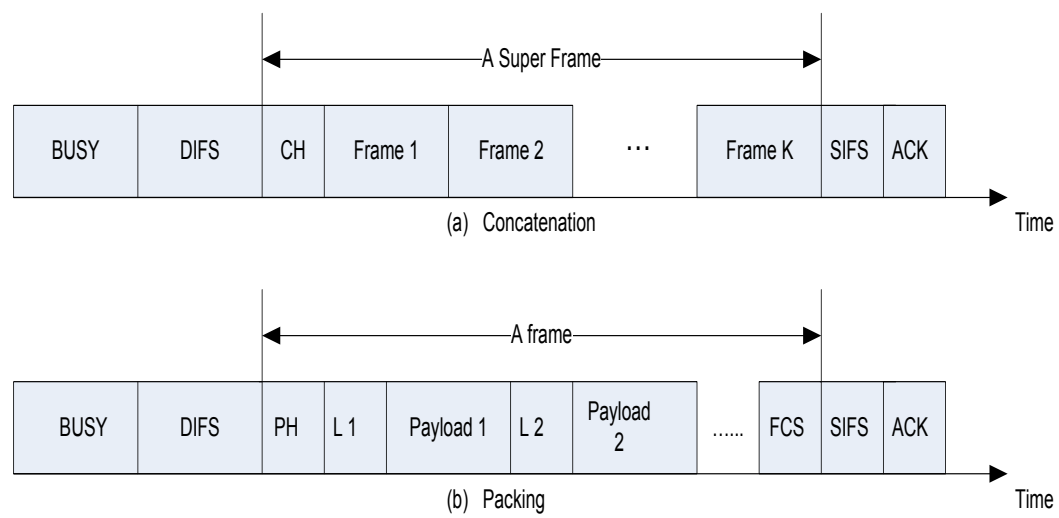 A Super Frame
BUSY DIFS CH Frame 1 Frame 2 ... Frame K SIFS ACK
(a) Concatenation Time
A frame
BUSY DIFS PH L 1 Payload 1 L 2 Payload 2 ...... FCS SIFS ACK
(b) Packing Time